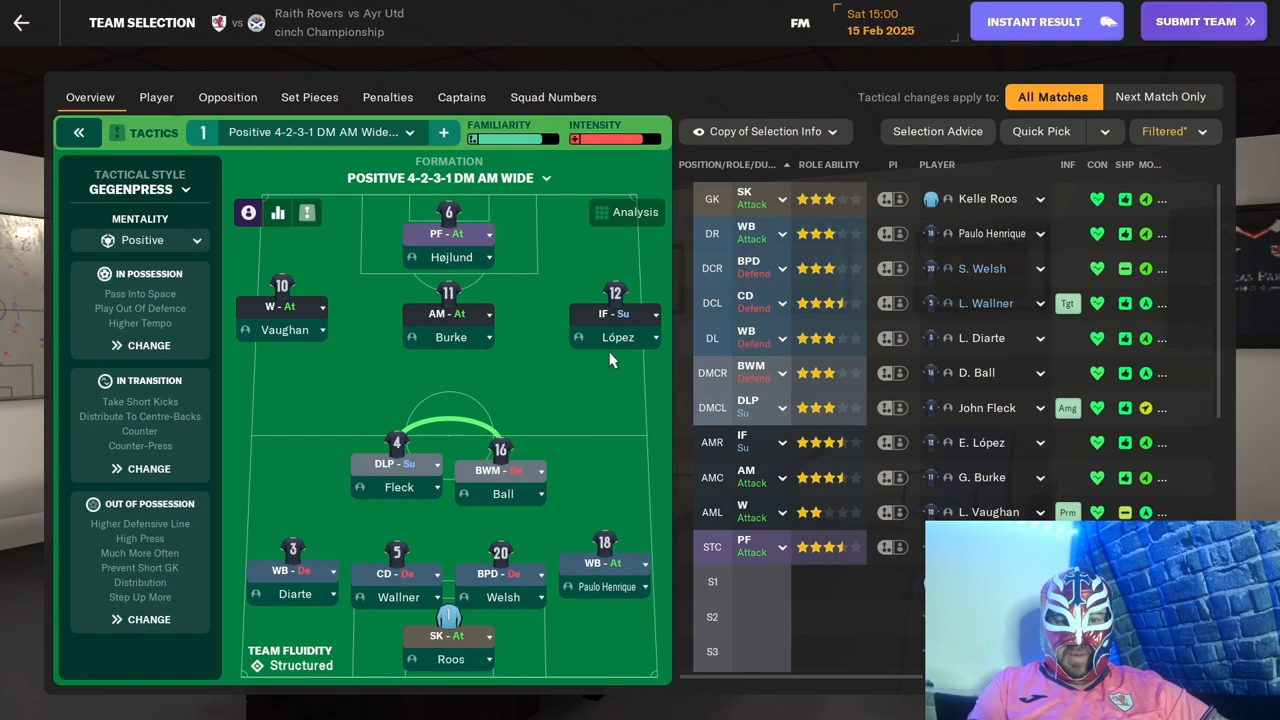 TEAM SELECTION
vs
Raith Rovers vs Ayr Utd
cinch Championship
FM
Sat 15:00
15 Feb 2025
INSTANT RESULT
SUBMIT TEAM
Overview
Player
Opposition
Set Pieces
Penalties
Captains
Squad Numbers
Tactical changes apply to:
All Matches
Next Match Only
TACTICS
1
Positive 4-2-3-1 DM AM Wide...
+
FAMILIARITY
INTENSITY
Copy of Selection Info
Selection Advice
Quick Pick
Filtered*
TACTICAL STYLE
GEGENPRESS
MENTALITY
Positive
IN POSSESSION
Pass Into Space
Play Out Of Defence
Higher Tempo
CHANGE
IN TRANSITION
Take Short Kicks
Distribute To Centre-Backs
Counter
Counter-Press
CHANGE
OUT OF POSSESSION
Higher Defensive Line
High Press
Much More Often
Prevent Short GK
Distribution
Step Up More
CHANGE
FORMATION
POSITIVE 4-2-3-1 DM AM WIDE
Analysis
6
PF - At
Højlund
10
W - At
Vaughan
11
AM - At
Burke
12
IF - Su
López
4
DLP - Su
Fleck
16
BWM - De
Ball
3
WB - De
Diarte
5
CD - De
Wallner
20
BPD - De
Welsh
18
WB - At
Paulo Henrique
1
SK - At
Roos
TEAM FLUIDITY
Structured
POSITION/ROLE/DU... ROLE ABILITY PI PLAYER INF CON SHP MO...
GK SK Attack Kelle Roos ...
DR WB Attack 18 Paulo Henrique ...
DCR BPD Defend 20 S. Welsh ...
DCL CD Defend 5 L. Wallner Tgt ...
DL WB Defend 3 L. Diarte ...
DMCR BWM Defend 16 D. Ball ...
DMCL DLP Su 4 John Fleck Amg ...
AMR IF Su 12 E. López ...
AMC AM Attack 11 G. Burke ...
AML W Attack 10 L. Vaughan Prm ...
STC PF Attack
S1
S2
S3